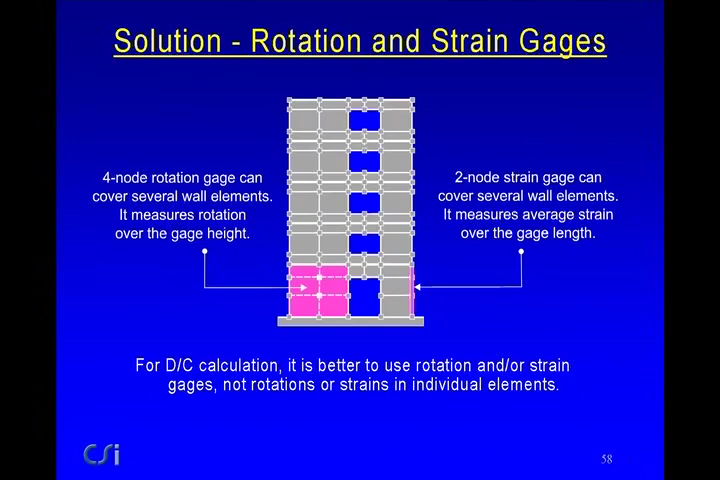 Solution - Rotation and Strain Gages
4-node rotation gage can
cover several wall elements.
It measures rotation
over the gage height.
2-node strain gage can
cover several wall elements.
It measures average strain
over the gage length.
For D/C calculation, it is better to use rotation and/or strain
gages, not rotations or strains in individual elements.
CSi
58